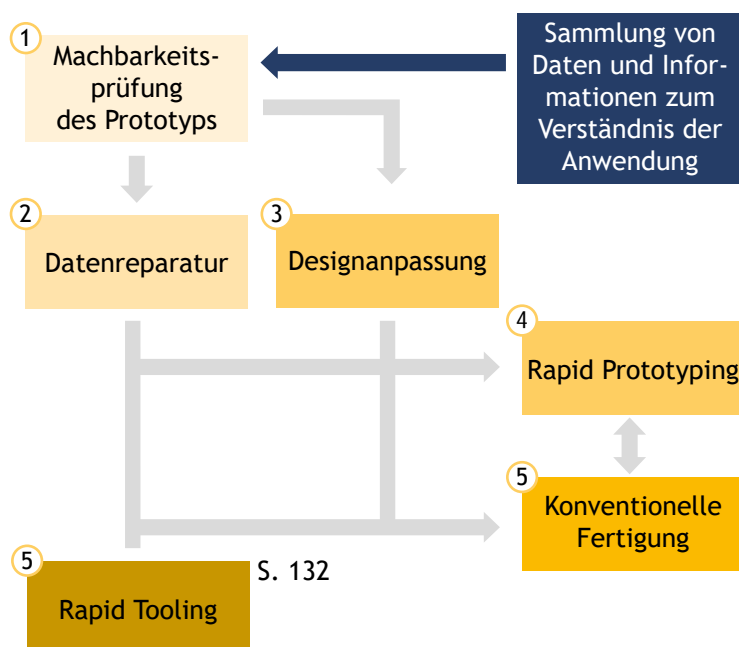 1
Machbarkeits-
prüfung
des Prototyps
Sammlung von
Daten und Infor-
mationen zum
Verständnis der
Anwendung
2
Datenreparatur
3
Designanpassung
4
Rapid Prototyping
5
Konventionelle
Fertigung
5
Rapid Tooling
S. 132